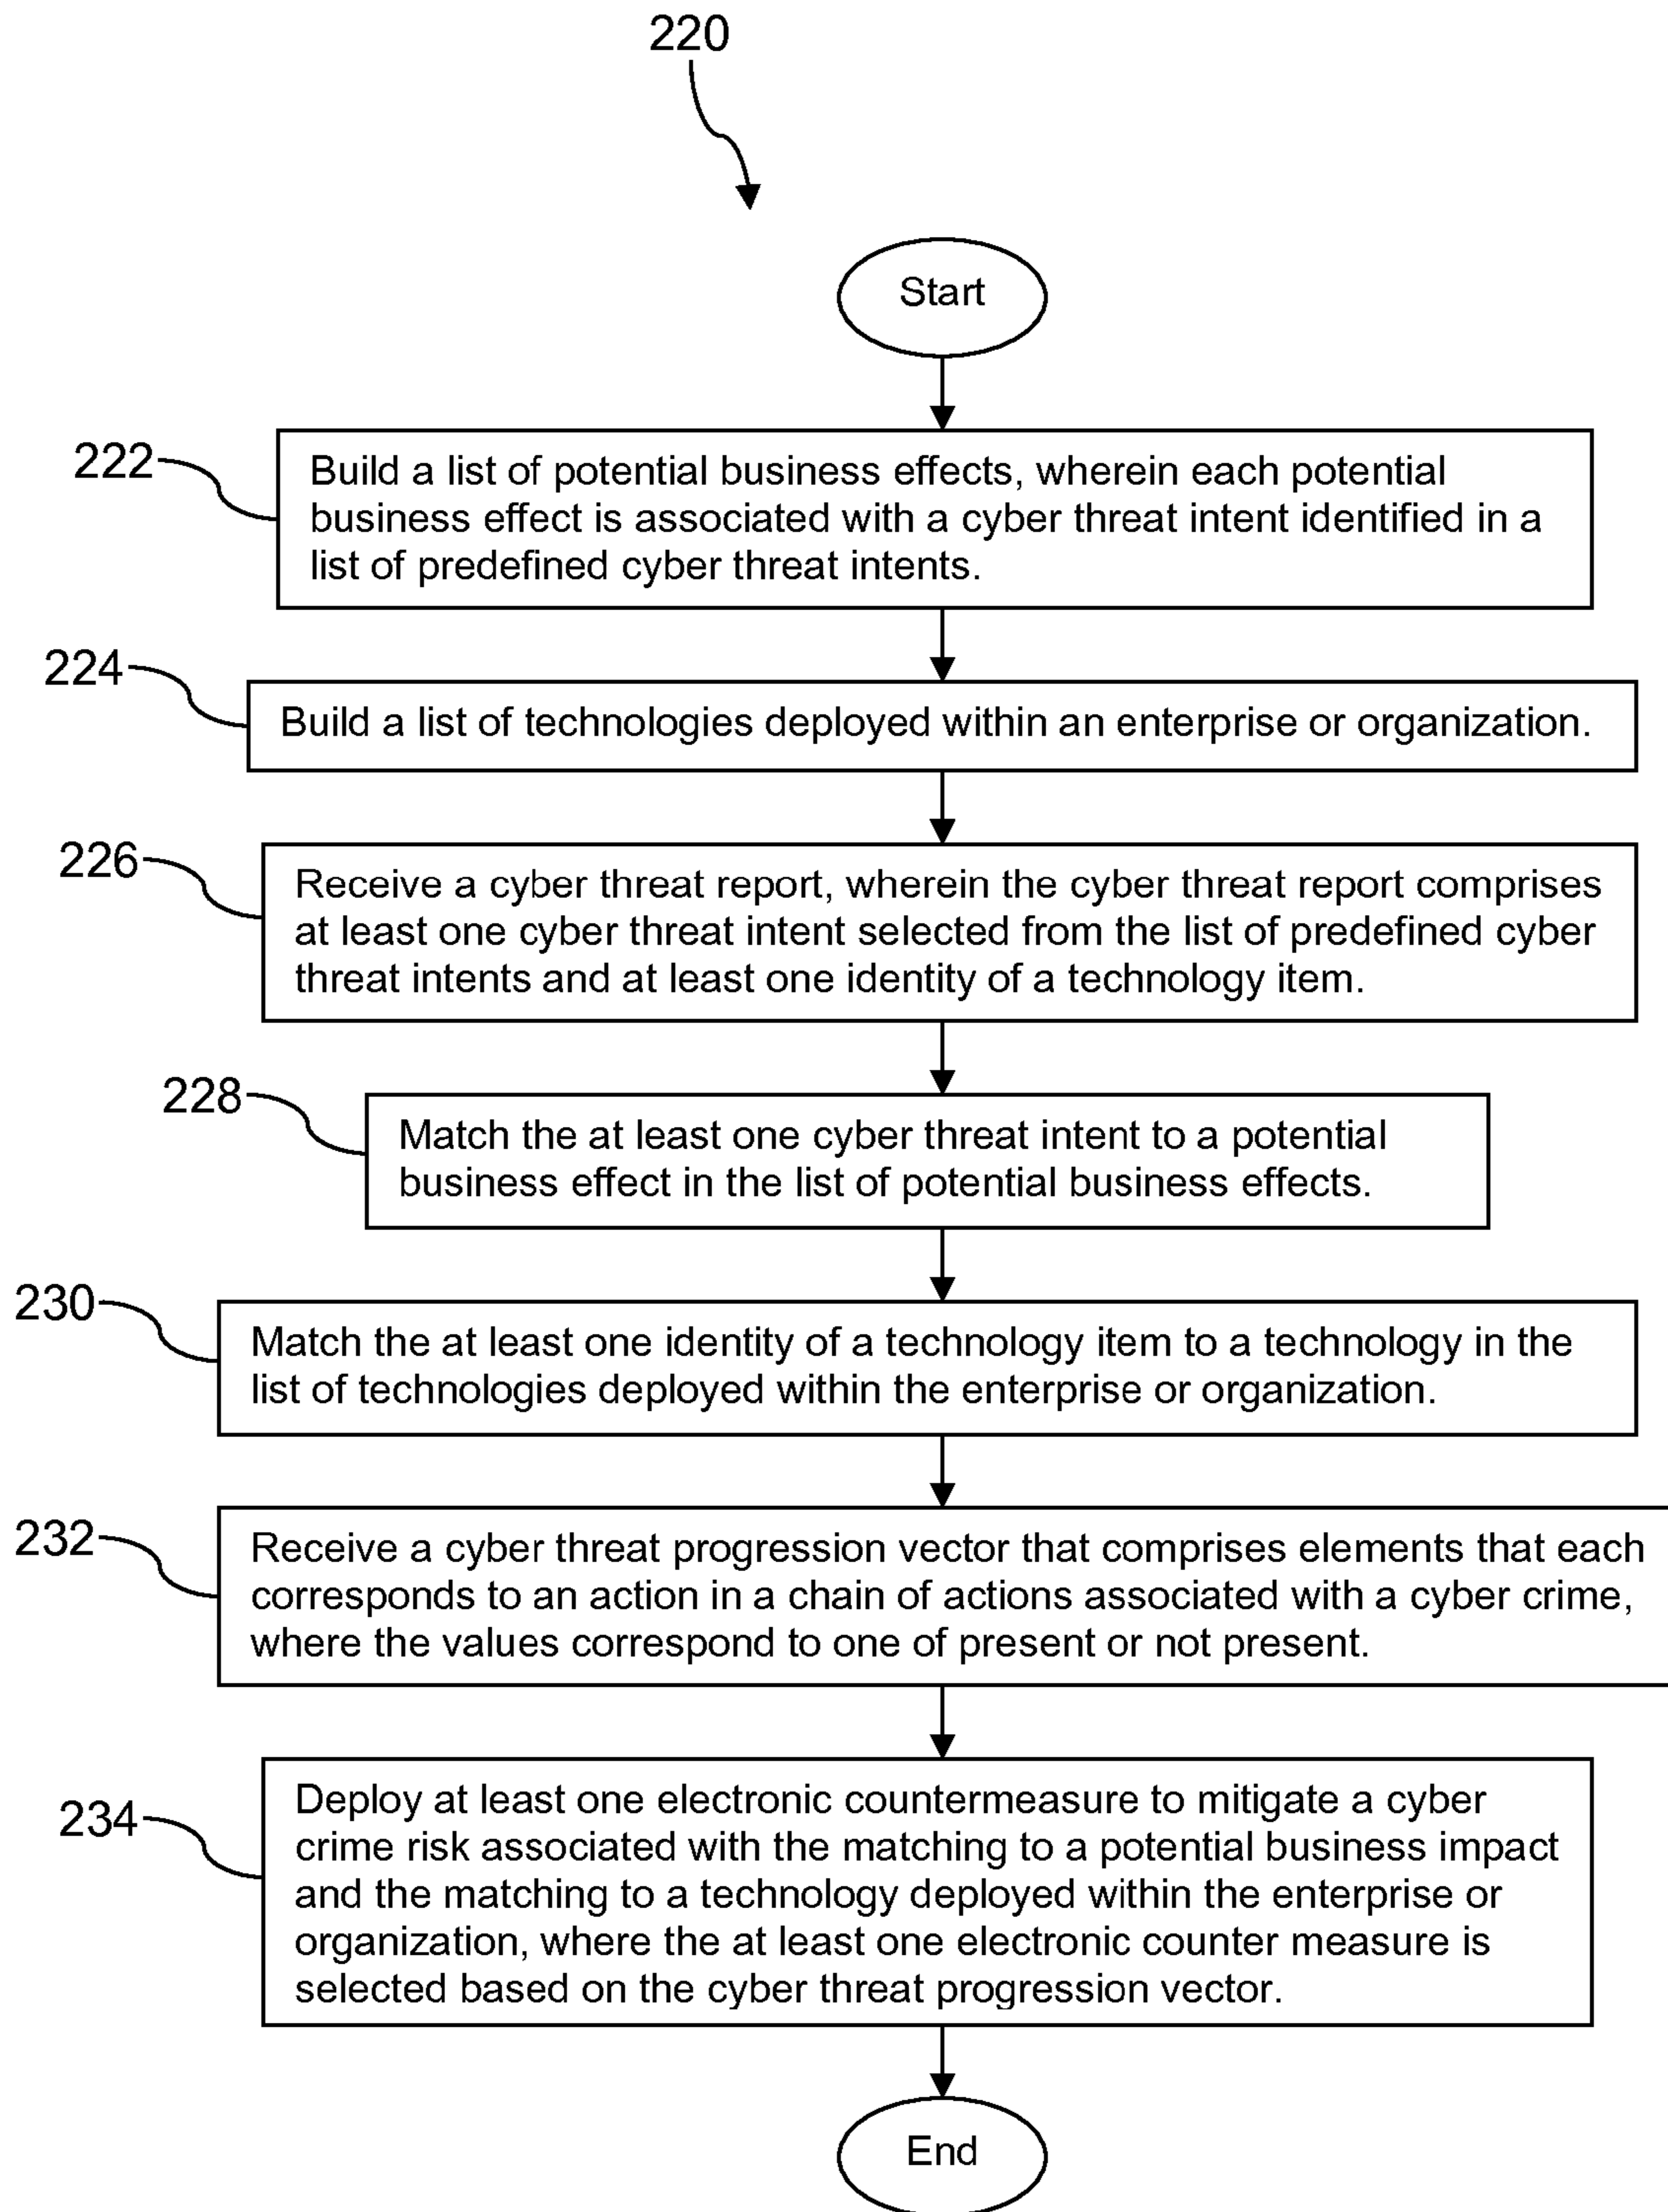 220
Start
222
Build a list of potential business effects, wherein each potential
business effect is associated with a cyber threat intent identified in a
list of predefined cyber threat intents.
224
Build a list of technologies deployed within an enterprise or organization.
226
Receive a cyber threat report, wherein the cyber threat report comprises
at least one cyber threat intent selected from the list of predefined cyber
threat intents and at least one identity of a technology item.
228
Match the at least one cyber threat intent to a potential
business effect in the list of potential business effects.
230
Match the at least one identity of a technology item to a technology in the
list of technologies deployed within the enterprise or organization.
232
Receive a cyber threat progression vector that comprises elements that each
corresponds to an action in a chain of actions associated with a cyber crime,
where the values correspond to one of present or not present.
234
Deploy at least one electronic countermeasure to mitigate a cyber
crime risk associated with the matching to a potential business impact
and the matching to a technology deployed within the enterprise or
organization, where the at least one electronic counter measure is
selected based on the cyber threat progression vector.
End